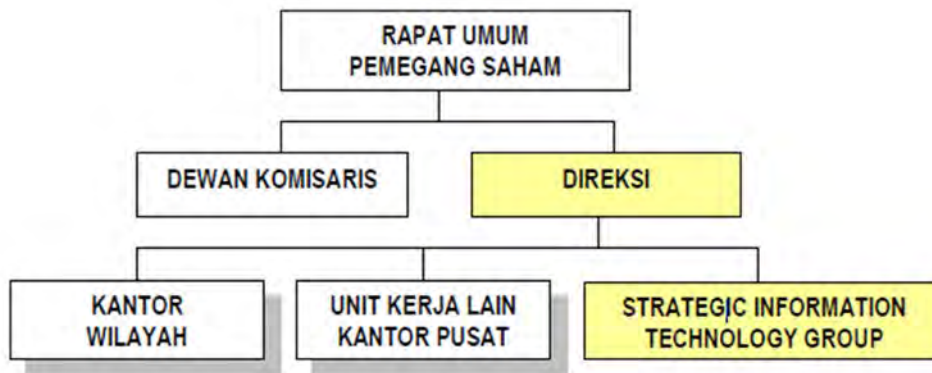 RAPAT UMUM
PEMEGANG SAHAM
DEWAN KOMISARIS
DIREKSI
KANTOR
WILAYAH
UNIT KERJA LAIN
KANTOR PUSAT
STRATEGIC INFORMATION
TECHNOLOGY GROUP